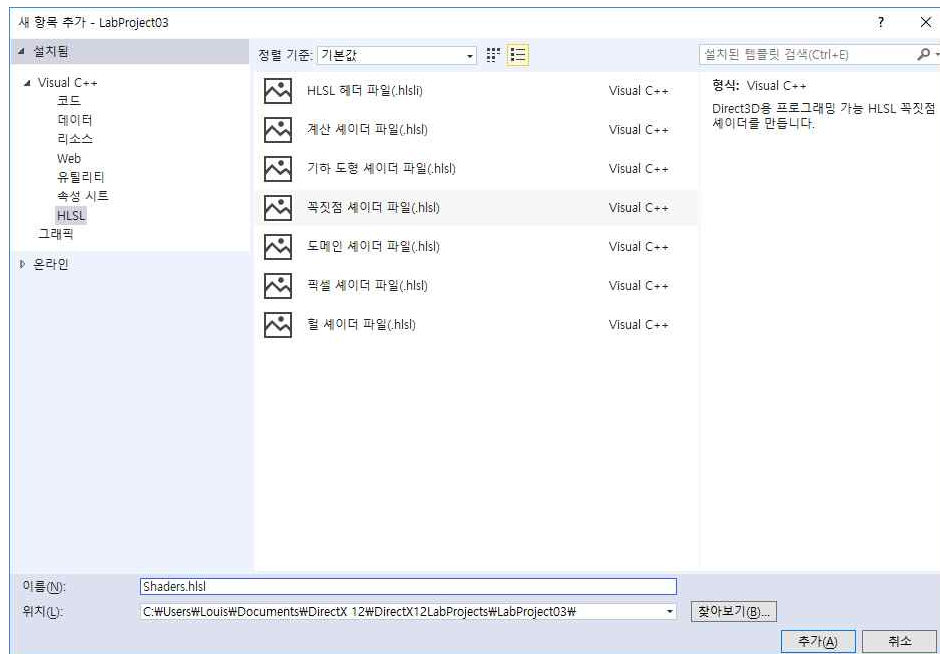 새 항목 추가 - LabProject03
? ×
설치됨
정렬 기준: 기본값
설치된 템플릿 검색(Ctrl+E)
Visual C++
코드
데이터
리소스
Web
유틸리티
속성 시트
HLSL
그래픽
온라인
HLSL 헤더 파일(.hlsli) Visual C++
계산 셰이더 파일(.hlsl) Visual C++
기하 도형 셰이더 파일(.hlsl) Visual C++
꼭짓점 셰이더 파일(.hlsl) Visual C++
도메인 셰이더 파일(.hlsl) Visual C++
픽셀 셰이더 파일(.hlsl) Visual C++
헐 셰이더 파일(.hlsl) Visual C++
형식: Visual C++
Direct3D용 프로그래밍 가능 HLSL 꼭짓점
셰이더를 만듭니다.
이름(N): Shaders.hlsl
위치(L): C:₩Users₩Louis₩Documents₩DirectX 12₩DirectX12LabProjects₩LabProject03₩
찾아보기(B)...
추가(A) 취소